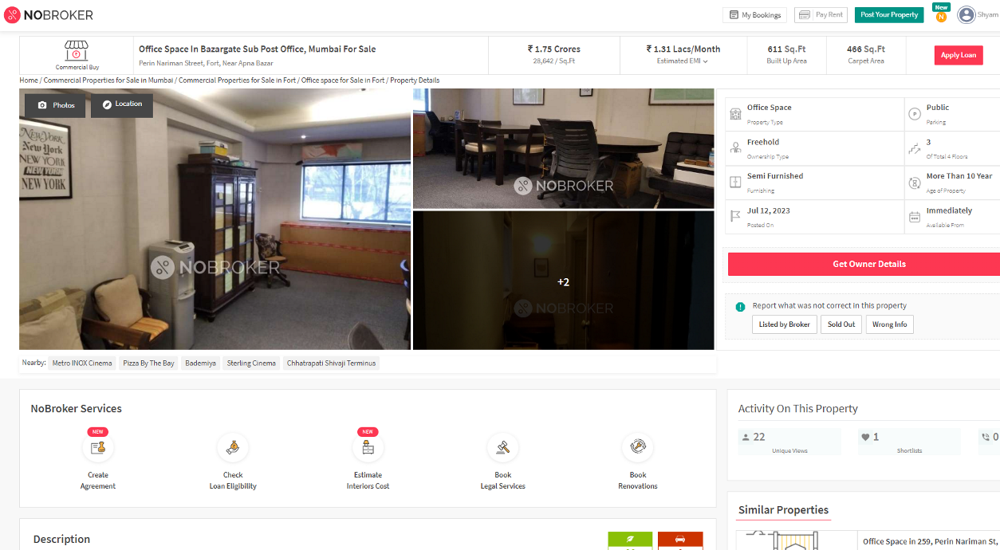 NOBROKER
My Bookings
Pay Rent
Post Your Property
New
N
Shyam
Commercial Buy
Office Space In Bazargate Sub Post Office, Mumbai For Sale
Perin Nariman Street, Fort, Near Apna Bazar
₹ 1.75 Crores
28,642 / Sq.Ft
₹ 1.31 Lacs/Month
Estimated EMI
611 Sq.Ft
Built Up Area
466 Sq.Ft
Carpet Area
Apply Loan
Home / Commercial Properties for Sale in Mumbai / Commercial Properties for Sale in Fort / Office space for Sale in Fort / Property Details
Photos
Location
NEW YORK
New York
NEW YORK
NEW YORK
NEW YORK
NOBROKER
NOBROKER
+2
NOBROKER
Office Space
Property Type
P
Public
Parking
Freehold
Ownership Type
3
Of Total 4 Floors
Semi Furnished
Furnishing
More Than 10 Year
Age of Property
Jul 12, 2023
Posted On
Immediately
Available From
Get Owner Details
Report what was not correct in this property
Listed by Broker
Sold Out
Wrong Info
Nearby:
Metro INOX Cinema
Pizza By The Bay
Bademiya
Sterling Cinema
Chhatrapati Shivaji Terminus
NoBroker Services
NEW
Create
Agreement
Check
Loan Eligibility
NEW
Estimate
Interiors Cost
Book
Legal Services
Book
Renovations
Activity On This Property
22
Unique Views
1
Shortlists
0
Description
Similar Properties
Office Space in 259, Perin Nariman St,